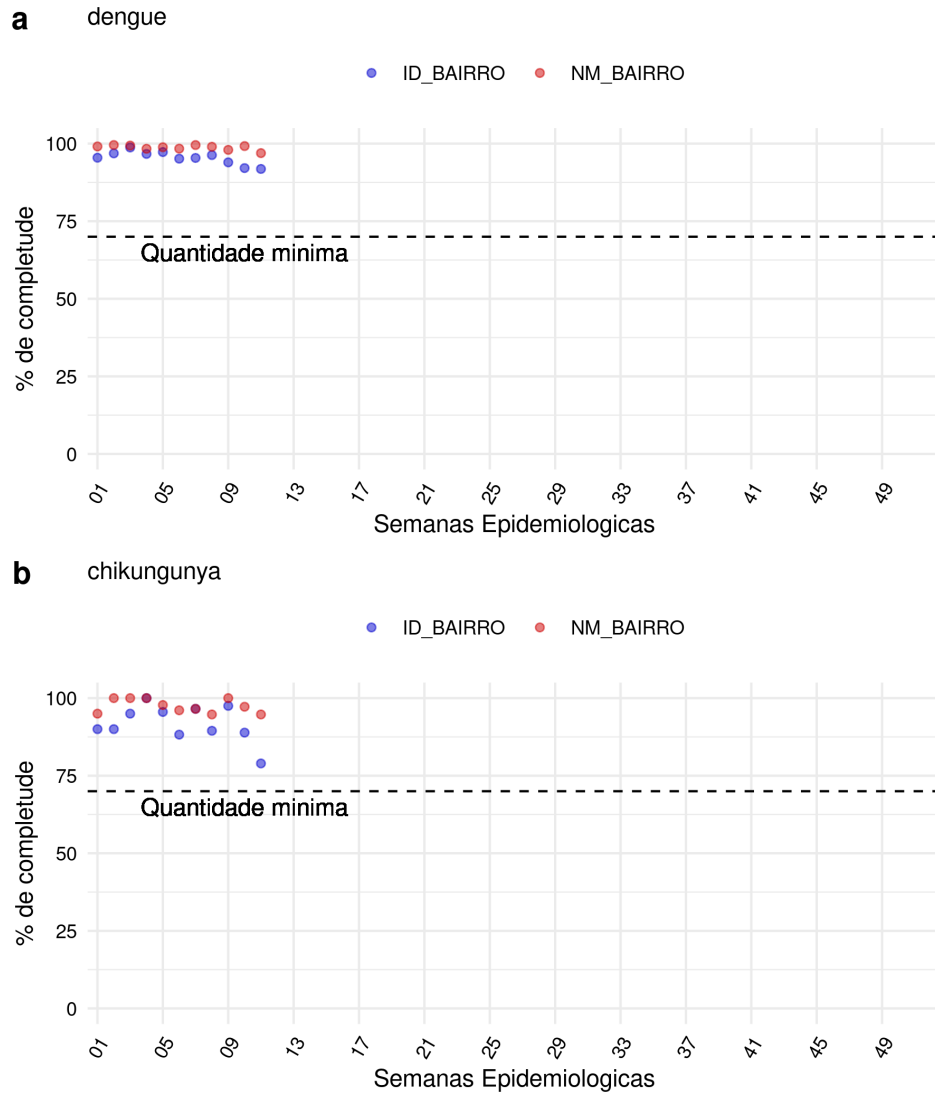 a dengue
ID_BAIRRO NM_BAIRRO
100
75
50
25
0
% de completude
Quantidade minima
01 05 09 13 17 21 25 29 33 37 41 45 49
Semanas Epidemiologicas
b chikungunya
ID_BAIRRO NM_BAIRRO
100
75
50
25
0
% de completude
Quantidade minima
01 05 09 13 17 21 25 29 33 37 41 45 49
Semanas Epidemiologicas